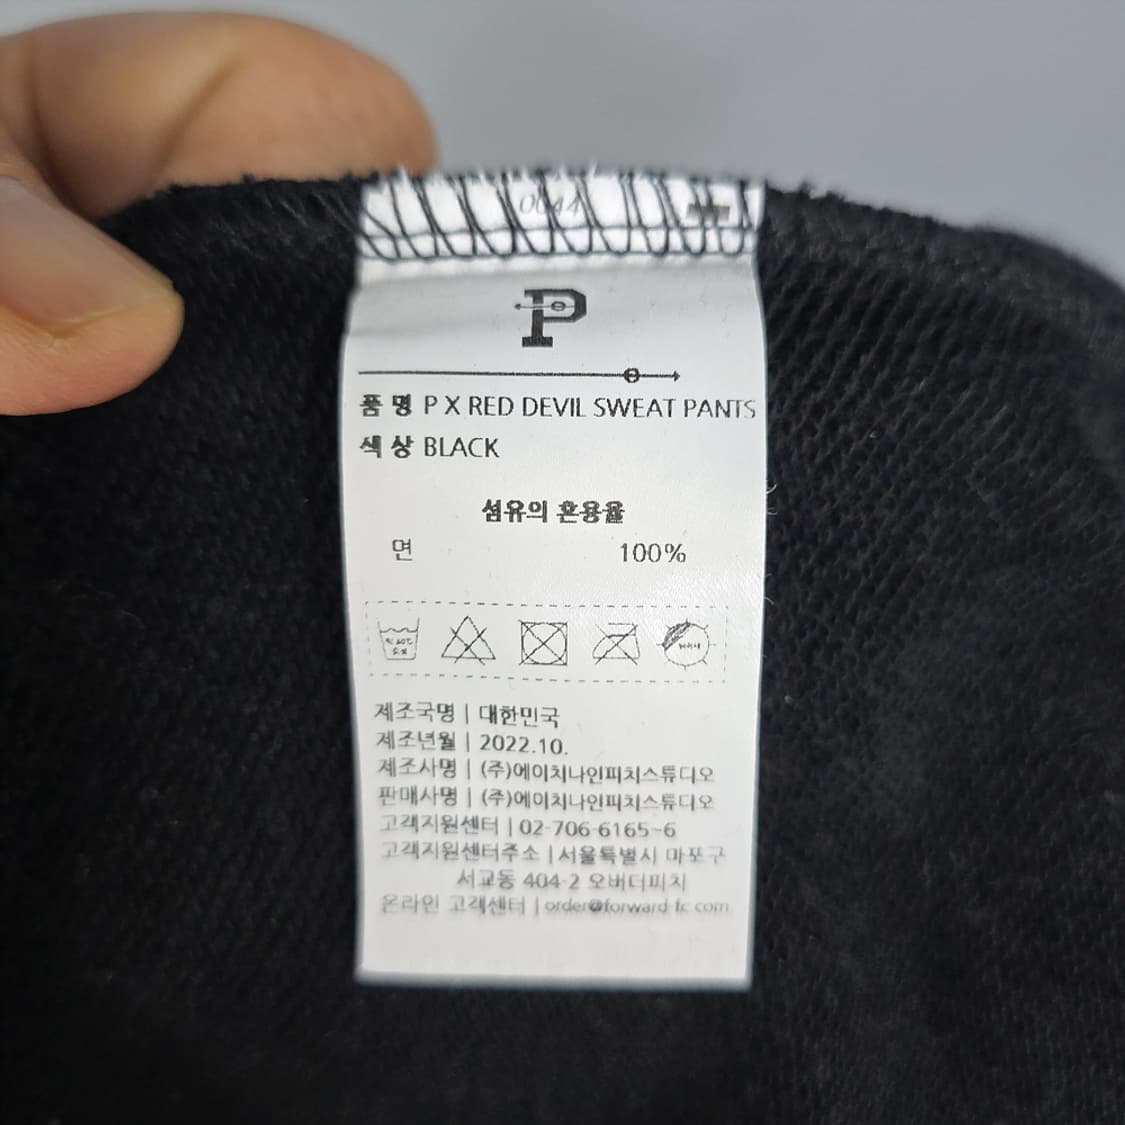 0044
P
품 명 P X RED DEVIL SWEAT PANTS
색 상 BLACK
섬유의 혼용율
면 100%
제조국명 | 대한민국
제조년월 | 2022.10.
제조사명 | (주)에이치나인피치스튜디오
판매사명 | (주)에이치나인피치스튜디오
고객지원센터 | 02-706-6165~6
고객지원센터주소 | 서울특별시 마포구
서교동 404-2 오버더피치
온라인 고객센터 | order@forward-fc.com